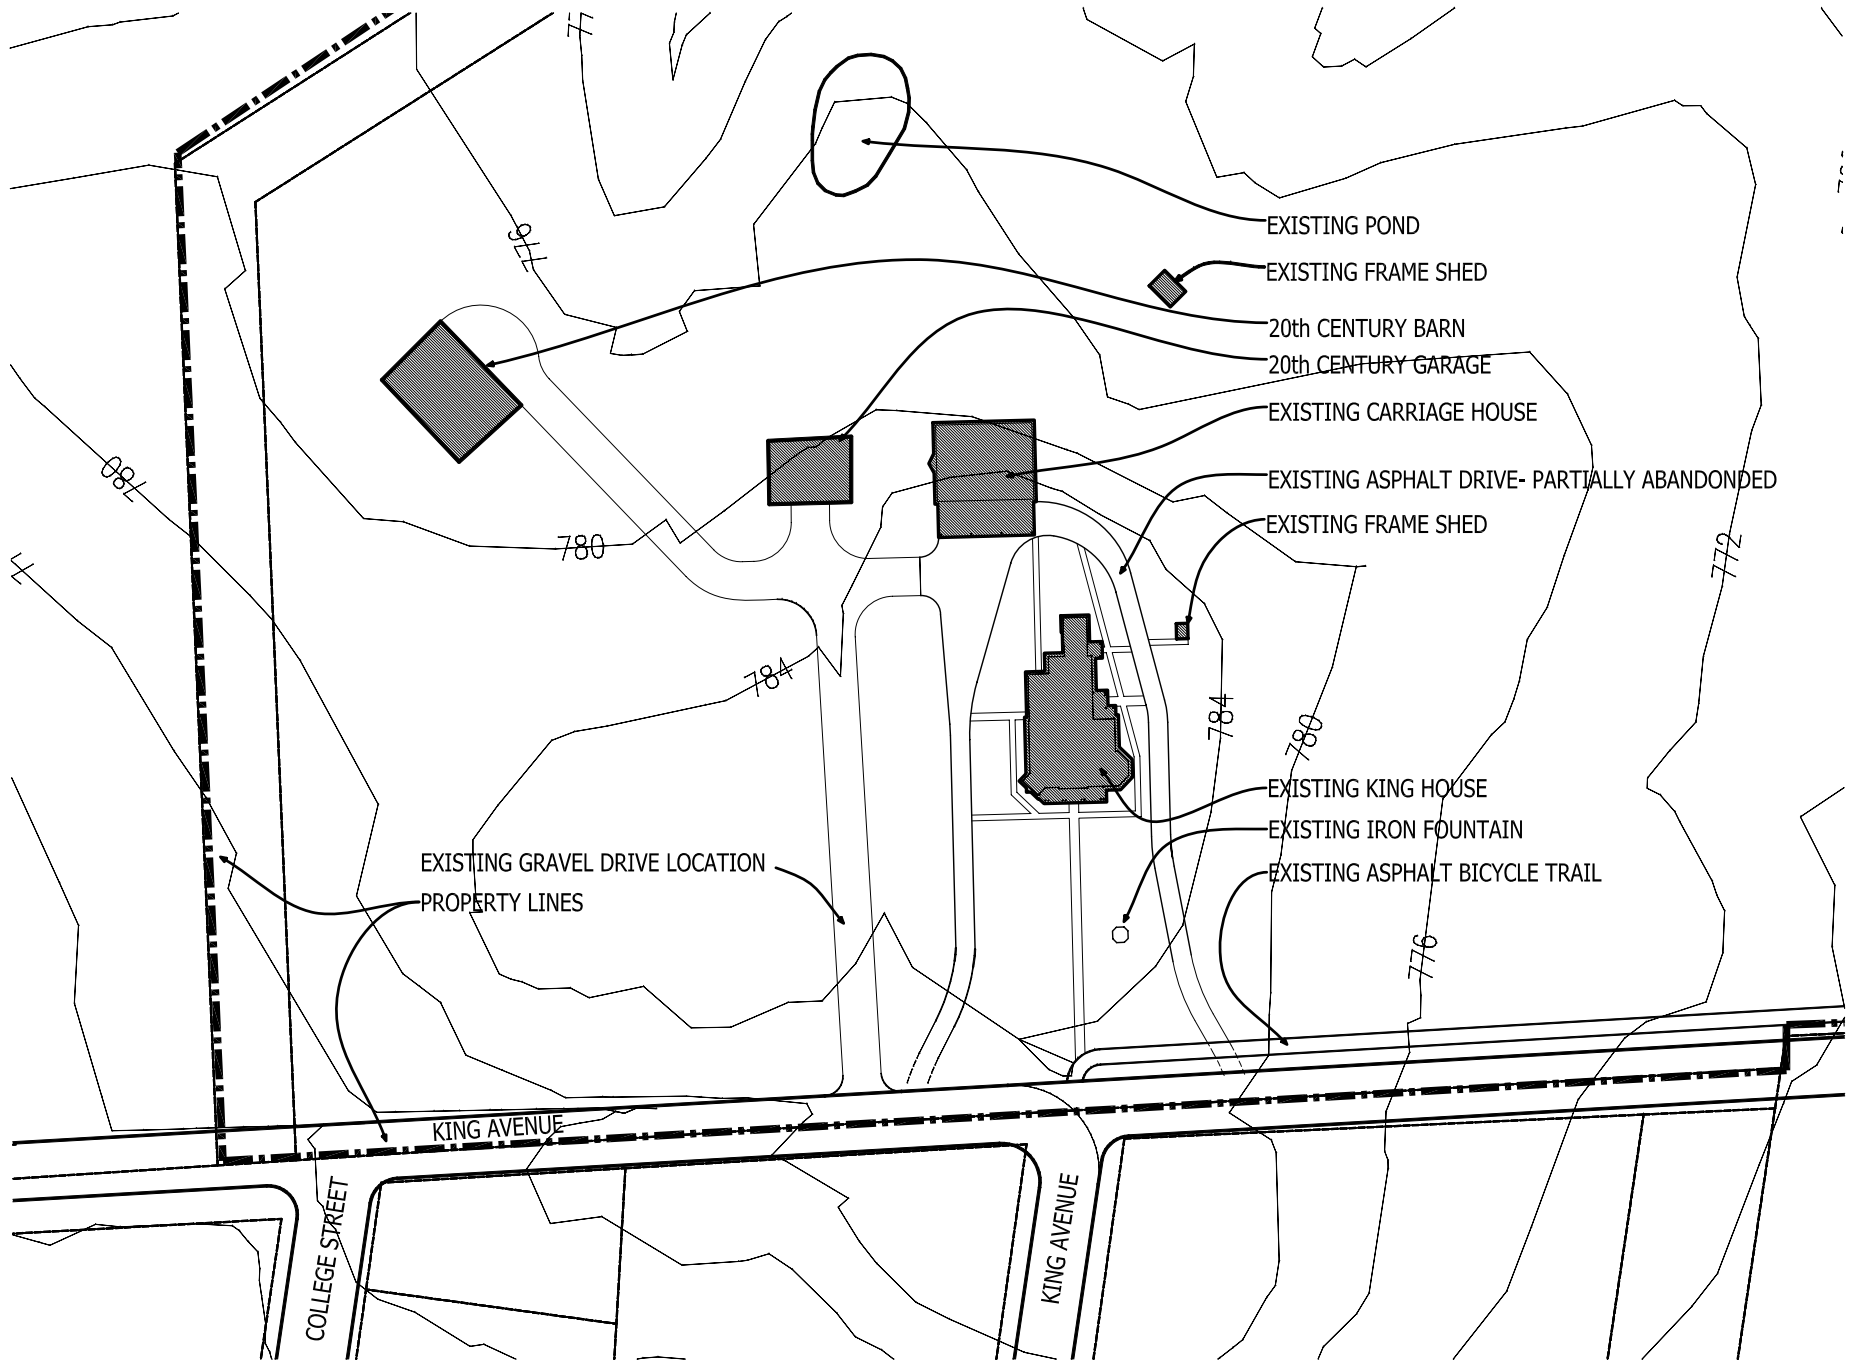 EXISTING POND
776
EXISTING FRAME SHED
20th CENTURY BARN
20th CENTURY GARAGE
EXISTING CARRIAGE HOUSE
780
EXISTING ASPHALT DRIVE- PARTIALLY ABANDONDED
EXISTING FRAME SHED
780
772
784
784
780
EXISTING KING HOUSE
EXISTING IRON FOUNTAIN
EXISTING GRAVEL DRIVE LOCATION
EXISTING ASPHALT BICYCLE TRAIL
PROPERTY LINES
776
KING AVENUE
COLLEGE STREET
KING AVENUE